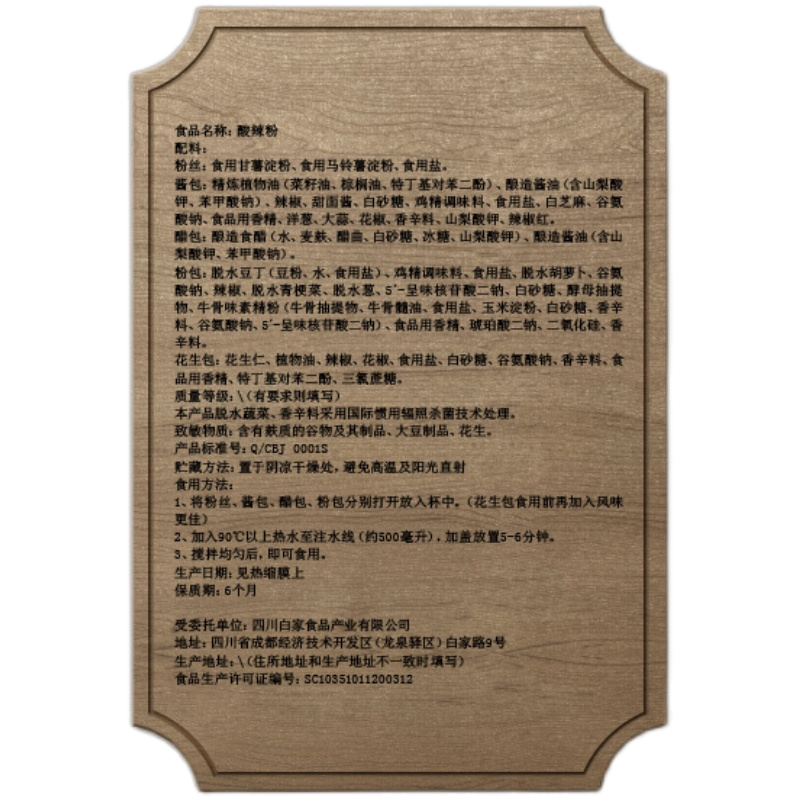 食品名称: 酸辣粉
配料:
粉丝: 食用甘薯淀粉、食用马铃薯淀粉、食用盐。
酱包: 精炼植物油（菜籽油、棕榈油、特丁基对苯二酚）、酿造酱油（含山梨酸
钾、苯甲酸钠）、辣椒、甜面酱、白砂糖、鸡精调味料、食用盐、白芝麻、谷氨
酸钠、食品用香精、洋葱、大蒜、花椒、香辛料、山梨酸钾、辣椒红。
醋包: 酿造食醋（水、麦麸、醋曲、白砂糖、冰糖、山梨酸钾）、酿造酱油（含山
梨酸钾、苯甲酸钠）。
粉包: 脱水豆丁（豆粉、水、食用盐）、鸡精调味料、食用盐、脱水胡萝卜、谷氨
酸钠、辣椒、脱水青梗菜、脱水葱、5'-呈味核苷酸二钠、白砂糖、酵母抽提
物、牛骨味素精粉（牛骨抽提物、牛骨髓油、食用盐、玉米淀粉、白砂糖、香辛
料、谷氨酸钠、5'-呈味核苷酸二钠）、食品用香精、琥珀酸二钠、二氧化硅、香
辛料。
花生包: 花生仁、植物油、辣椒、花椒、食用盐、白砂糖、谷氨酸钠、香辛料、食
品用香精、特丁基对苯二酚、三氯蔗糖。
质量等级: \（有要求则填写）
本产品脱水蔬菜、香辛料采用国际惯用辐照杀菌技术处理。
致敏物质: 含有麸质的谷物及其制品、大豆制品、花生。
产品标准号: Q/CBJ 0001S
贮藏方法: 置于阴凉干燥处, 避免高温及阳光直射
食用方法:
1、将粉丝、酱包、醋包、粉包分别打开放入杯中。（花生包食用前再加入风味
更佳）
2、加入90℃以上热水至注水线（约500毫升）, 加盖放置5-6分钟。
3、搅拌均匀后, 即可食用。
生产日期: 见热缩膜上
保质期: 6个月
受委托单位: 四川白家食品产业有限公司
地址: 四川省成都经济技术开发区（龙泉驿区）白家路9号
生产地址: \（住所地址和生产地址不一致时填写）
食品生产许可证编号: SC10351011200312